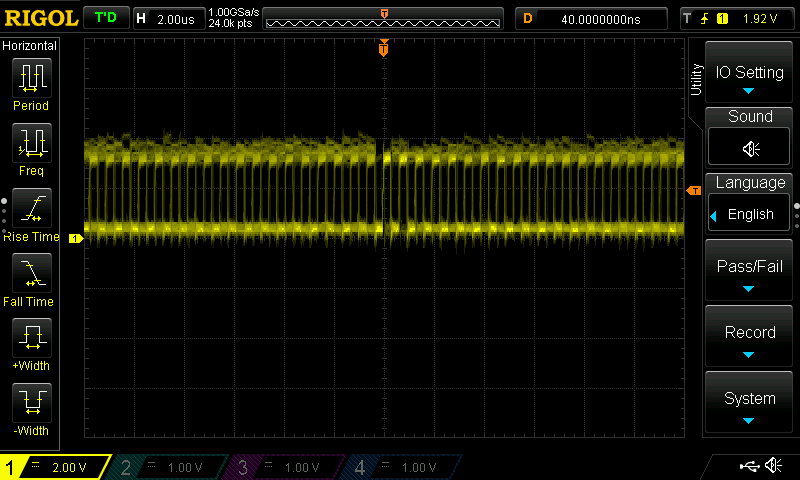 RIGOL T'D H 2.00us 1.00GSa/s 24.0k pts T D 40.0000000ns T 1 1.92 V
Horizontal
Period
Freq
Rise Time
Fall Time
+Width
-Width
T
T
1
Utility
IO Setting
Sound
Language
English
Pass/Fail
Record
System
1 2.00 V 2 1.00 V 3 1.00 V 4 1.00 V